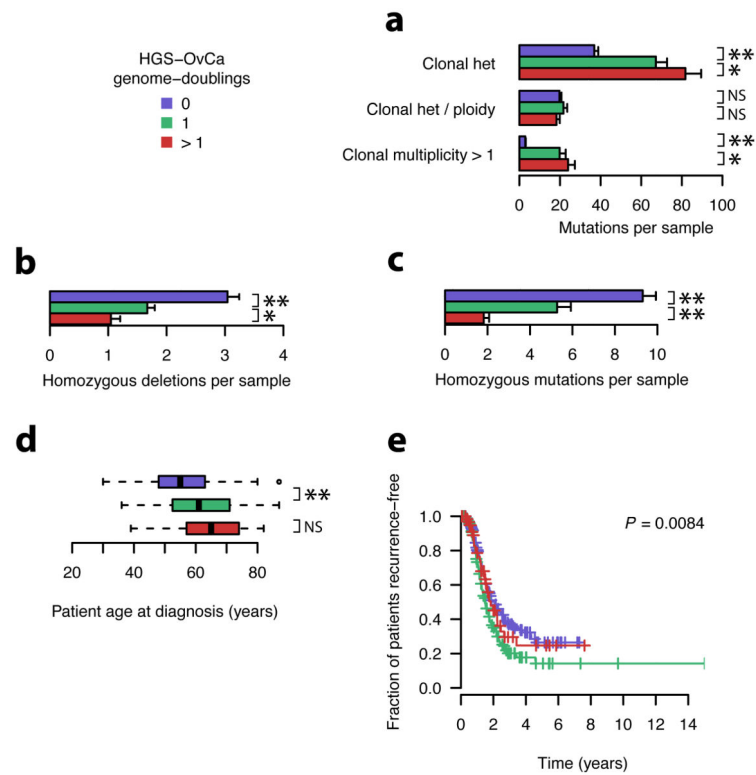 a
HGS-OvCa
genome-doublings
0
1
> 1
Clonal het
**
*
Clonal het / ploidy
NS
NS
Clonal multiplicity > 1
**
*
0 20 40 60 80 100
Mutations per sample
b
**
*
0 1 2 3 4
Homozygous deletions per sample
c
**
**
0 2 4 6 8 10
Homozygous mutations per sample
d
**
NS
20 40 60 80
Patient age at diagnosis (years)
e
P = 0.0084
Fraction of patients recurrence-free
1.0
0.8
0.6
0.4
0.2
0.0
0 2 4 6 8 10 12 14
Time (years)